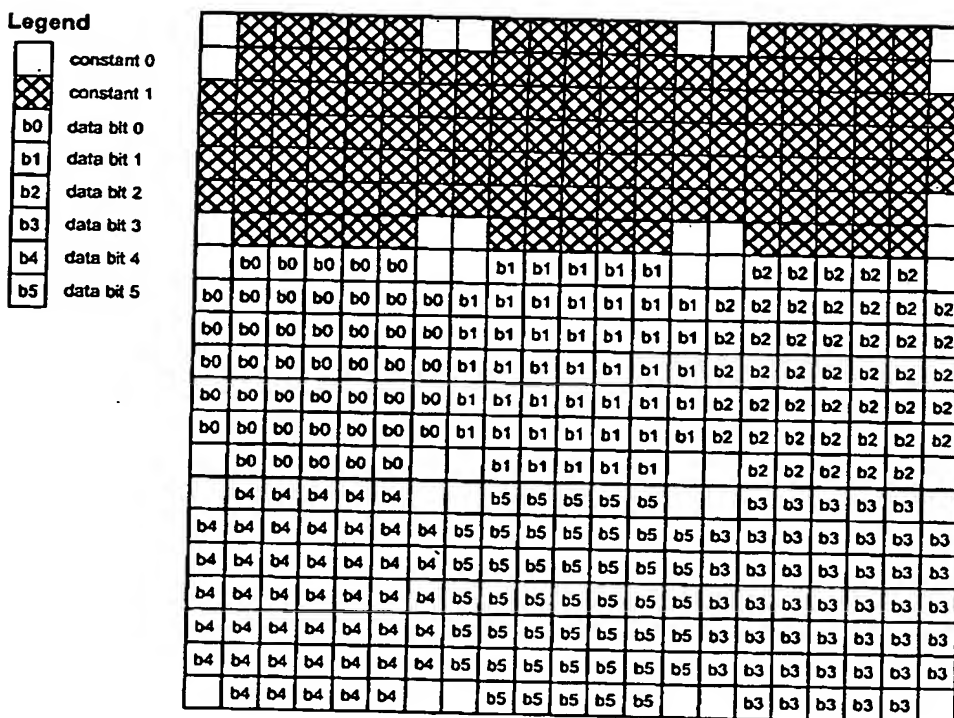 Legend
constant 0
constant 1
b0 data bit 0
b1 data bit 1
b2 data bit 2
b3 data bit 3
b4 data bit 4
b5 data bit 5
b0 b0 b0 b0 b0 b1 b1 b1 b1 b1 b2 b2 b2 b2 b2
b0 b0 b0 b0 b0 b0 b0 b1 b1 b1 b1 b1 b1 b1 b2 b2 b2 b2 b2 b2 b2
b0 b0 b0 b0 b0 b0 b0 b1 b1 b1 b1 b1 b1 b1 b2 b2 b2 b2 b2 b2 b2
b0 b0 b0 b0 b0 b0 b0 b1 b1 b1 b1 b1 b1 b1 b2 b2 b2 b2 b2 b2 b2
b0 b0 b0 b0 b0 b0 b0 b1 b1 b1 b1 b1 b1 b1 b2 b2 b2 b2 b2 b2 b2
b0 b0 b0 b0 b0 b0 b0 b1 b1 b1 b1 b1 b1 b1 b2 b2 b2 b2 b2 b2 b2
b0 b0 b0 b0 b0 b1 b1 b1 b1 b1 b2 b2 b2 b2 b2
b4 b4 b4 b4 b4 b5 b5 b5 b5 b5 b3 b3 b3 b3 b3
b4 b4 b4 b4 b4 b4 b4 b5 b5 b5 b5 b5 b5 b5 b3 b3 b3 b3 b3 b3 b3
b4 b4 b4 b4 b4 b4 b4 b5 b5 b5 b5 b5 b5 b5 b3 b3 b3 b3 b3 b3 b3
b4 b4 b4 b4 b4 b4 b4 b5 b5 b5 b5 b5 b5 b5 b3 b3 b3 b3 b3 b3 b3
b4 b4 b4 b4 b4 b4 b4 b5 b5 b5 b5 b5 b5 b5 b3 b3 b3 b3 b3 b3 b3
b4 b4 b4 b4 b4 b4 b4 b5 b5 b5 b5 b5 b5 b5 b3 b3 b3 b3 b3 b3 b3
b4 b4 b4 b4 b4 b5 b5 b5 b5 b5 b3 b3 b3 b3 b3